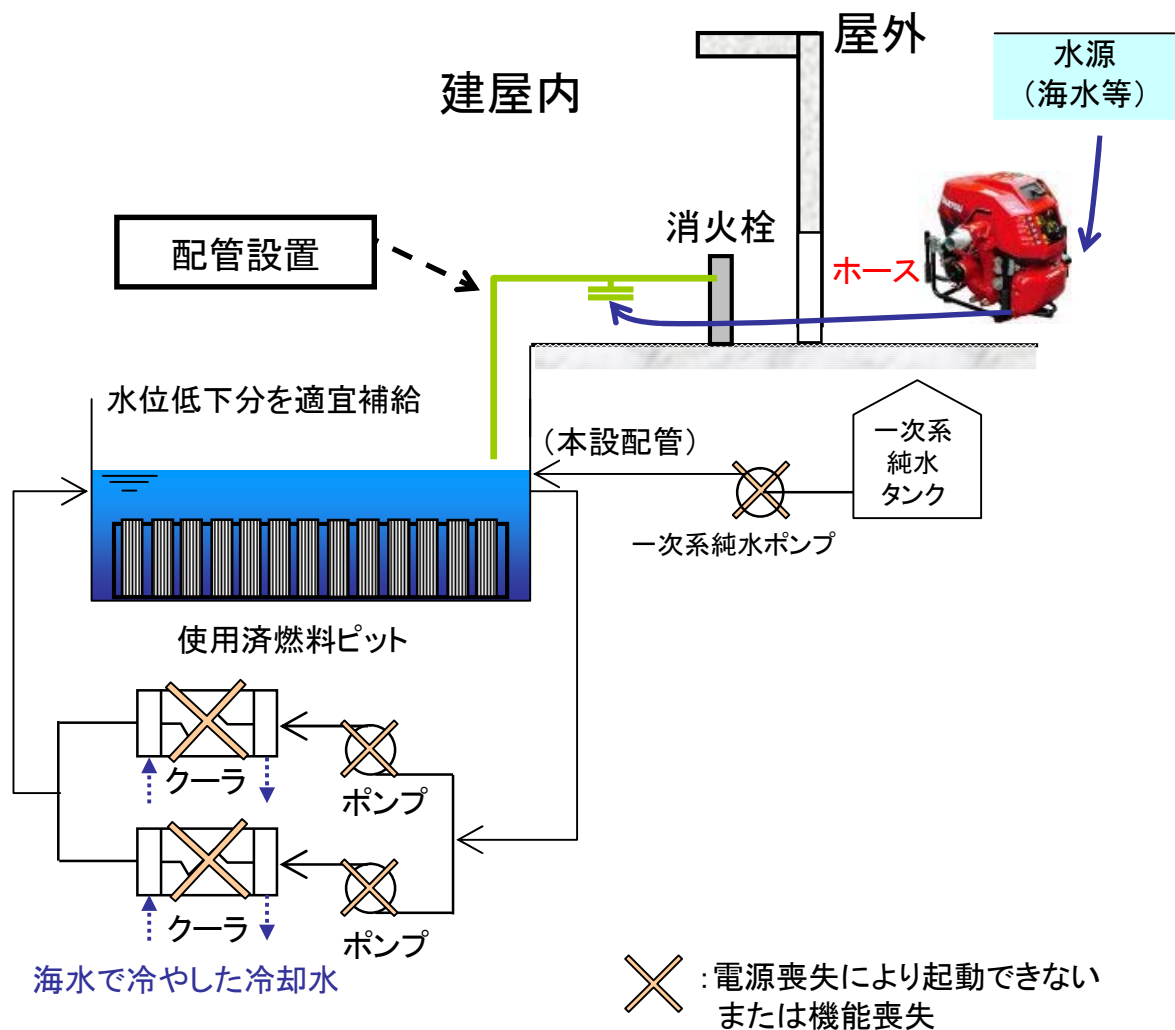 屋外
水源
（海水等）
建屋内
消火栓
配管設置
ホース
水位低下分を適宜補給
（本設配管）
一次系
純水
タンク
一次系純水ポンプ
使用済燃料ピット
クーラ
ポンプ
クーラ
ポンプ
海水で冷やした冷却水
：電源喪失により起動できない
または機能喪失